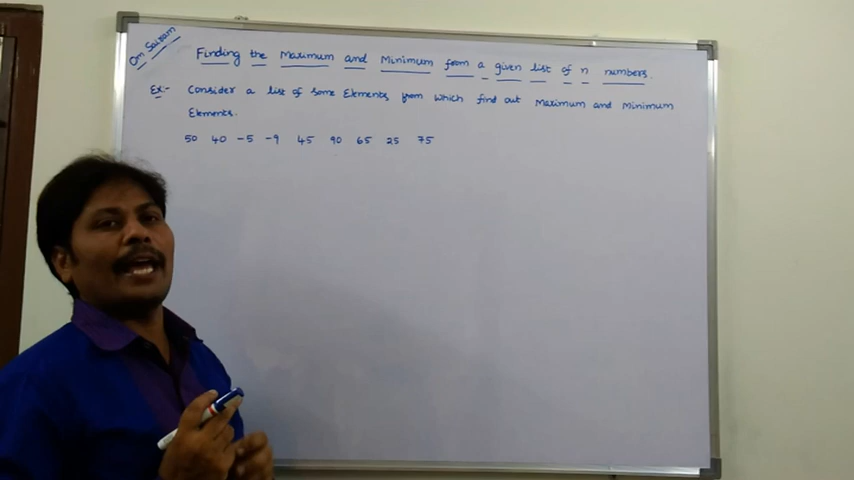 Om Sairam
Finding the Maximum and Minimum from a given list of n numbers.
Ex:- Consider a list of some Elements from which find out Maximum and Minimum
Elements.
50 40 -5 -9 45 90 65 25 75